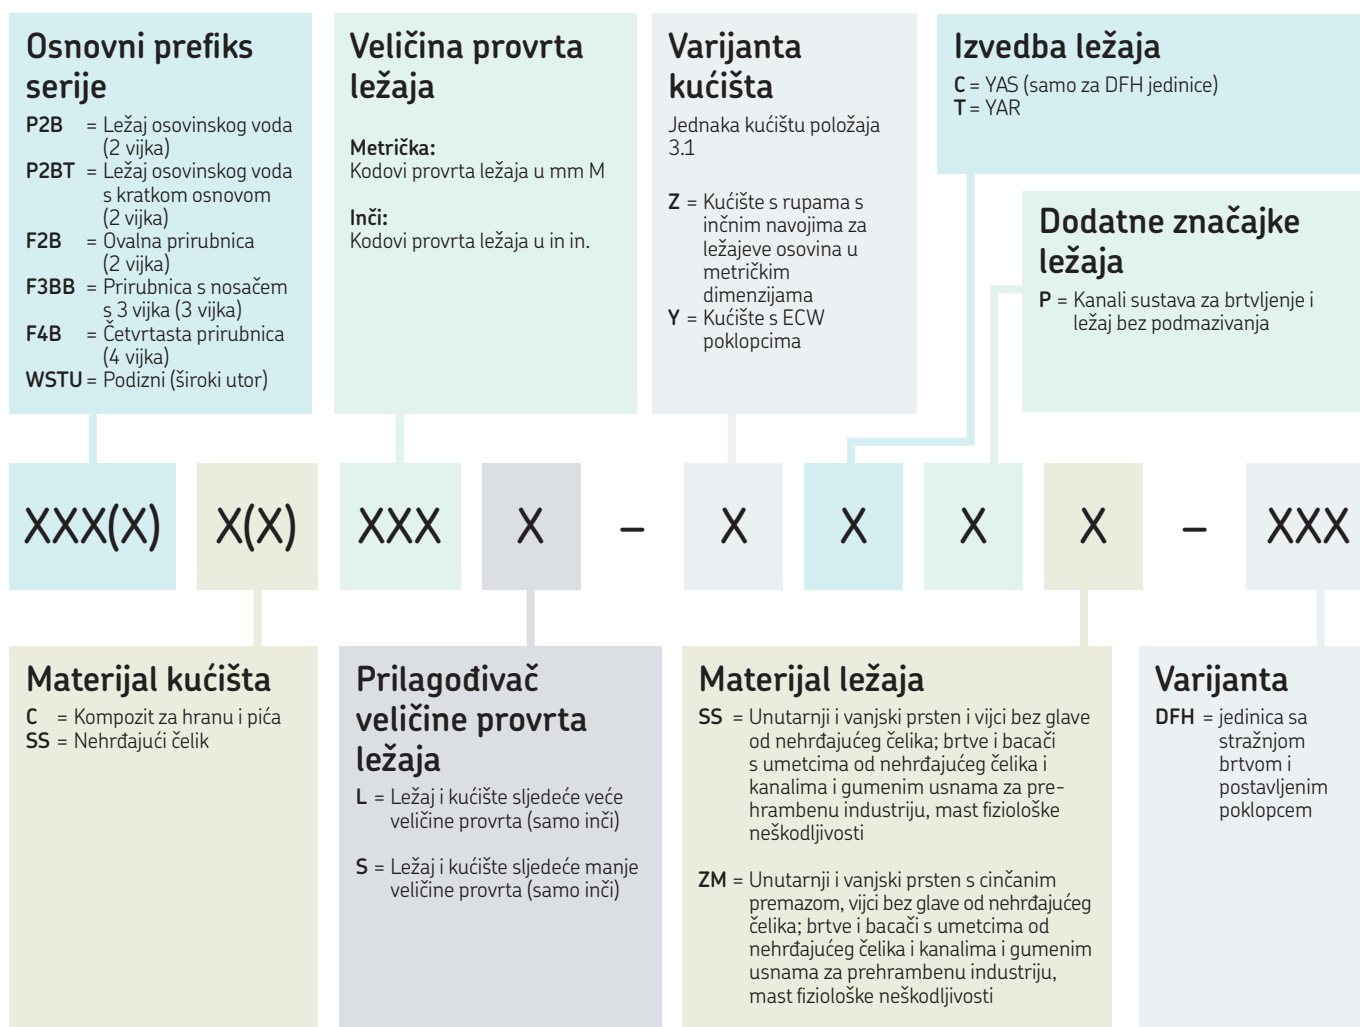 Osnovni prefiks
serije
P2B = Ležaj osovinskog voda
(2 vijka)
P2BT = Ležaj osovinskog voda
s kratkom osnovom
(2 vijka)
F2B = Ovalna prirubnica
(2 vijka)
F3BB = Prirubnica s nosačem
s 3 vijka (3 vijka)
F4B = Četvrtasta prirubnica
(4 vijka)
WSTU = Podizni (široki utor)
Veličina provrta
ležaja
Metrička:
Kodovi provrta ležaja u mm M
Inči:
Kodovi provrta ležaja u in in.
Varijanta
kućišta
Jednaka kućištu položaja
3.1
Z = Kućište s rupama s
inčnim navojima za
ležajeve osovina u
metričkim
dimenzijama
Y = Kućište s ECW
poklopcima
Izvedba ležaja
C = YAS (samo za DFH jedinice)
T = YAR
Dodatne značajke
ležaja
P = Kanali sustava za brtvljenje i
ležaj bez podmazivanja
XXX(X) X(X) XXX X – X X X X – XXX
Materijal kućišta
C = Kompozit za hranu i pića
SS = Nehrđajući čelik
Prilagođivač
veličine provrta
ležaja
L = Ležaj i kućište sljedeće veće
veličine provrta (samo inči)
S = Ležaj i kućište sljedeće manje
veličine provrta (samo inči)
Materijal ležaja
SS = Unutarnji i vanjski prsten i vijci bez glave
od nehrđajućeg čelika; brtve i bacači
s umetcima od nehrđajućeg čelika i
kanalima i gumenim usnama za pre-
hrambenu industriju, mast fiziološke
neškodljivosti
ZM = Unutarnji i vanjski prsten s cinčanim
premazom, vijci bez glave od nehrđajućeg
čelika; brtve i bacači s umetcima od
nehrđajućeg čelika i kanalima i gumenim
usnama za prehrambenu industriju,
mast fiziološke neškodljivosti
Varijanta
DFH = jedinica sa
stražnjom
brtvom i
postavljenim
poklopcem